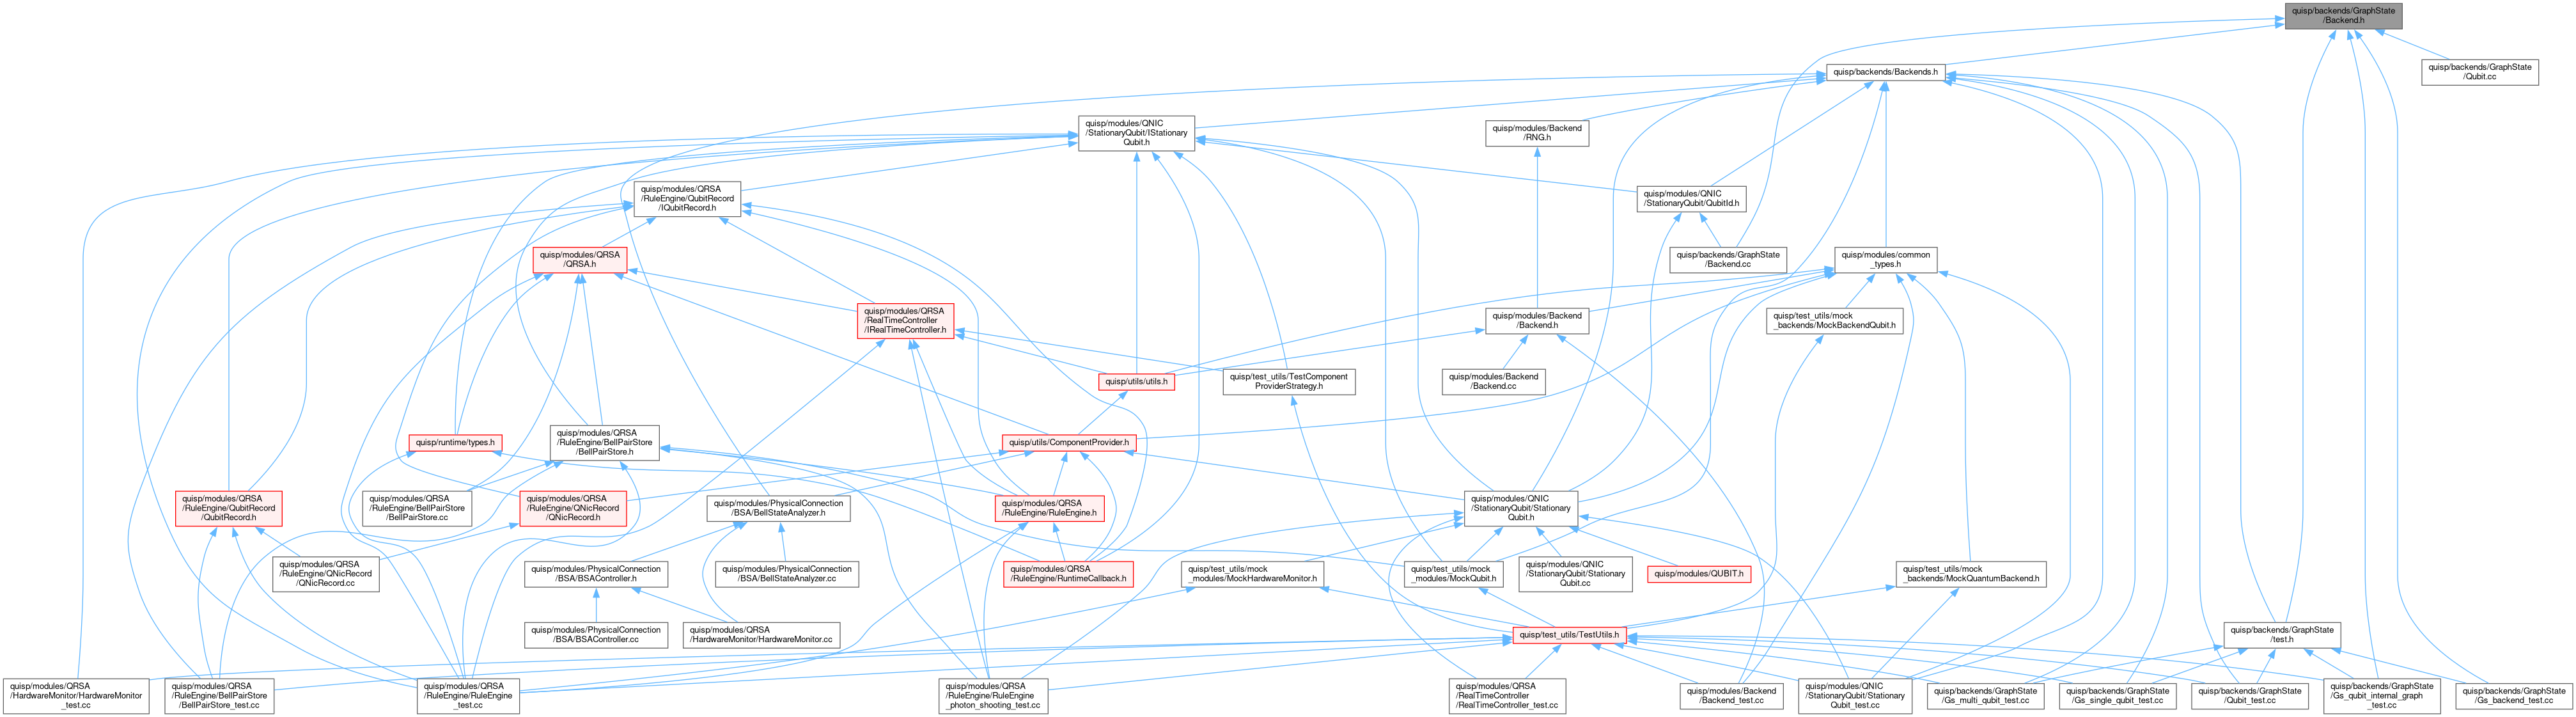 quisp/backends/GraphState
/Backend.h
quisp/backends/Backends.h
quisp/backends/GraphState
/Qubit.cc
quisp/modules/QNIC
/StationaryQubit/IStationary
Qubit.h
quisp/modules/Backend
/RNG.h
quisp/modules/QRSA
/RuleEngine/QubitRecord
/IQubitRecord.h
quisp/modules/QNIC
/StationaryQubit/QubitId.h
quisp/modules/QRSA
/QRSA.h
quisp/backends/GraphState
/Backend.cc
quisp/modules/common
_types.h
quisp/modules/QRSA
/RealTimeController
/IRealTimeController.h
quisp/modules/Backend
/Backend.h
quisp/test_utils/mock
_backends/MockBackendQubit.h
quisp/utils/utils.h
quisp/test_utils/TestComponent
ProviderStrategy.h
quisp/modules/Backend
/Backend.cc
quisp/runtime/types.h
quisp/modules/QRSA
/RuleEngine/BellPairStore
/BellPairStore.h
quisp/utils/ComponentProvider.h
quisp/modules/QRSA
/RuleEngine/QubitRecord
/QubitRecord.h
quisp/modules/QRSA
/RuleEngine/BellPairStore
/BellPairStore.cc
quisp/modules/QRSA
/RuleEngine/QNicRecord
/IQNicRecord.h
quisp/modules/PhysicalConnection
/BSA/BellStateAnalyzer.h
quisp/modules/QRSA
/RuleEngine/RuleEngine.h
quisp/modules/QNIC
/StationaryQubit/Stationary
Qubit.h
quisp/modules/QRSA
/RuleEngine/QNicRecord
/QNicRecord.cc
quisp/modules/PhysicalConnection
/BSA/BSAController.h
quisp/modules/PhysicalConnection
/BSA/BellStateAnalyzer.cc
quisp/modules/QRSA
/RuleEngine/RuntimeCallback.h
quisp/test_utils/mock
_modules/MockHardwareMonitor.h
quisp/test_utils/mock
_modules/MockQubit.h
quisp/modules/QNIC
/StationaryQubit/Stationary
Qubit.cc
quisp/modules/QUBIT.h
quisp/test_utils/mock
_backends/MockQuantumBackend.h
quisp/modules/PhysicalConnection
/BSA/BSAController.cc
quisp/modules/QRSA
/HardwareMonitor/HardwareMonitor.cc
quisp/test_utils/TestUtils.h
quisp/backends/GraphState
/test.h
quisp/modules/QRSA
/HardwareMonitor/HardwareMonitor
_test.cc
quisp/modules/QRSA
/RuleEngine/BellPairStore
/BellPairStore_test.cc
quisp/modules/QRSA
/RuleEngine/RuleEngine
_test.cc
quisp/modules/QRSA
/RuleEngine/RuleEngine
_photon_shooting_test.cc
quisp/modules/QRSA
/RealTimeController
/RealTimeController_test.cc
quisp/modules/Backend
/Backend_test.cc
quisp/modules/QNIC
/StationaryQubit/Stationary
Qubit_test.cc
quisp/backends/GraphState
/Gs_multi_qubit_test.cc
quisp/backends/GraphState
/Gs_single_qubit_test.cc
quisp/backends/GraphState
/Qubit_test.cc
quisp/backends/GraphState
/Gs_qubit_internal_graph
_test.cc
quisp/backends/GraphState
/Gs_backend_test.cc